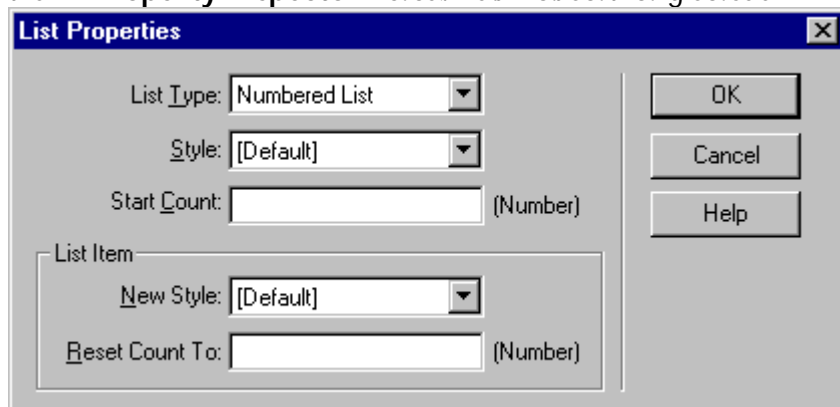 List Properties
List Type: Numbered List
OK
Style: [Default]
Cancel
Start Count: (Number)
Help
List Item
New Style: [Default]
Reset Count To: (Number)